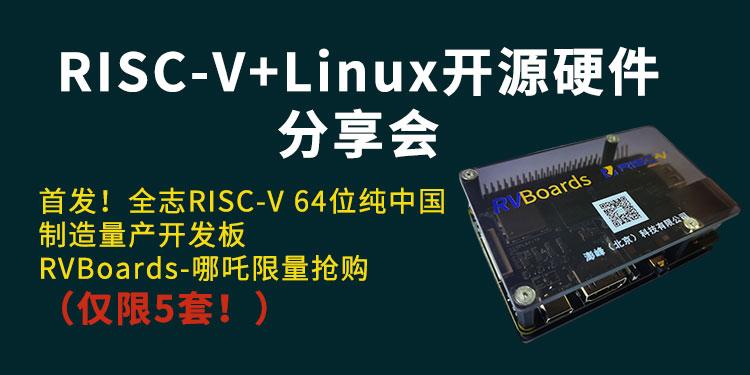 RISC-V+Linux开源硬件
分享会
首发！全志RISC-V 64位纯中国
制造量产开发板
RVBoards-哪吒限量抢购
（仅限5套！）
RVBoards RISC-V
澎峰（北京）科技有限公司